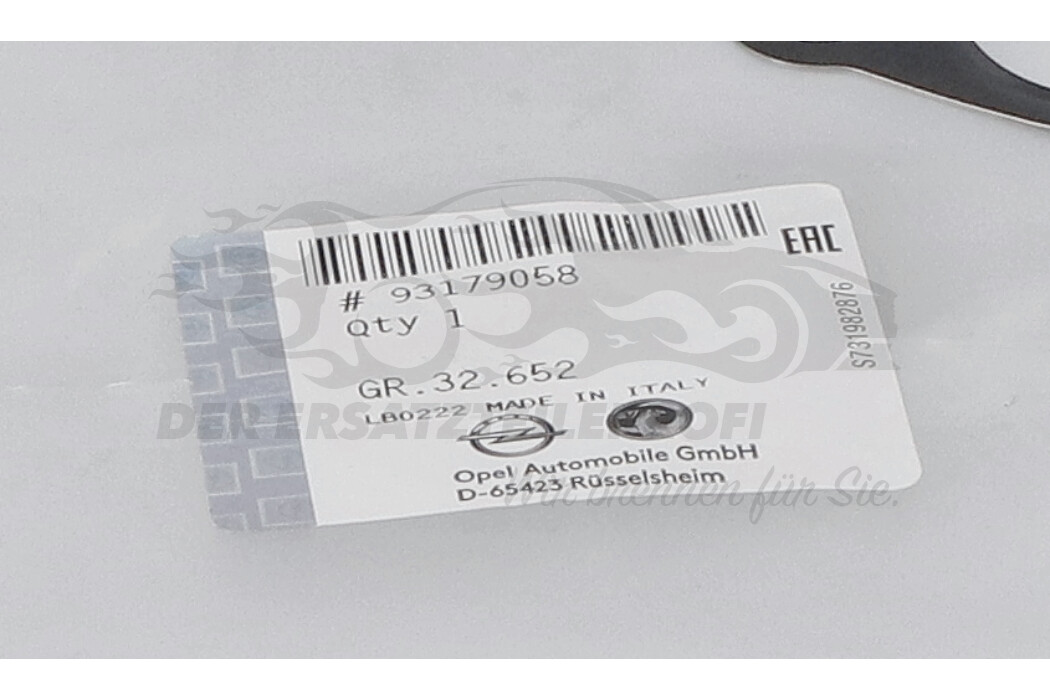 # 93179058
EAC
Qty 1
S731982876
GR.32.652
LB0222 MADE IN ITALY
DER ERSATZTEILEPROFI
Opel Automobile GmbH
D-65423 Rüsselsheim
Wir brennen für Sie.